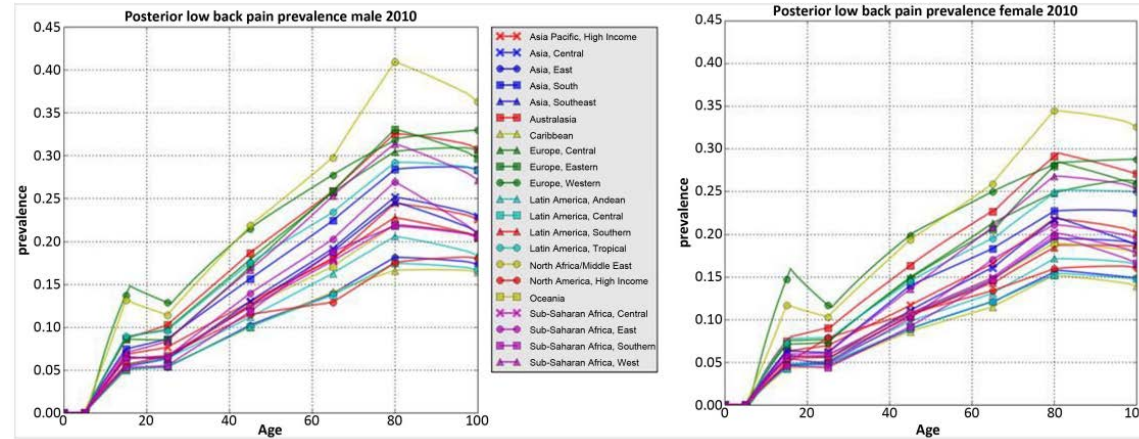 Posterior low back pain prevalence male 2010
0.45
0.40
0.35
0.30
0.25
0.20
0.15
0.10
0.05
0.00
prevalence
0 20 40 60 80 100
Age
Asia Pacific, High Income
Asia, Central
Asia, East
Asia, South
Asia, Southeast
Australasia
Caribbean
Europe, Central
Europe, Eastern
Europe, Western
Latin America, Andean
Latin America, Central
Latin America, Southern
Latin America, Tropical
North Africa/Middle East
North America, High Income
Oceania
Sub-Saharan Africa, Central
Sub-Saharan Africa, East
Sub-Saharan Africa, Southern
Sub-Saharan Africa, West
Posterior low back pain prevalence female 2010
0.45
0.40
0.35
0.30
0.25
0.20
0.15
0.10
0.05
0.00
prevalence
0 20 40 60 80 100
Age